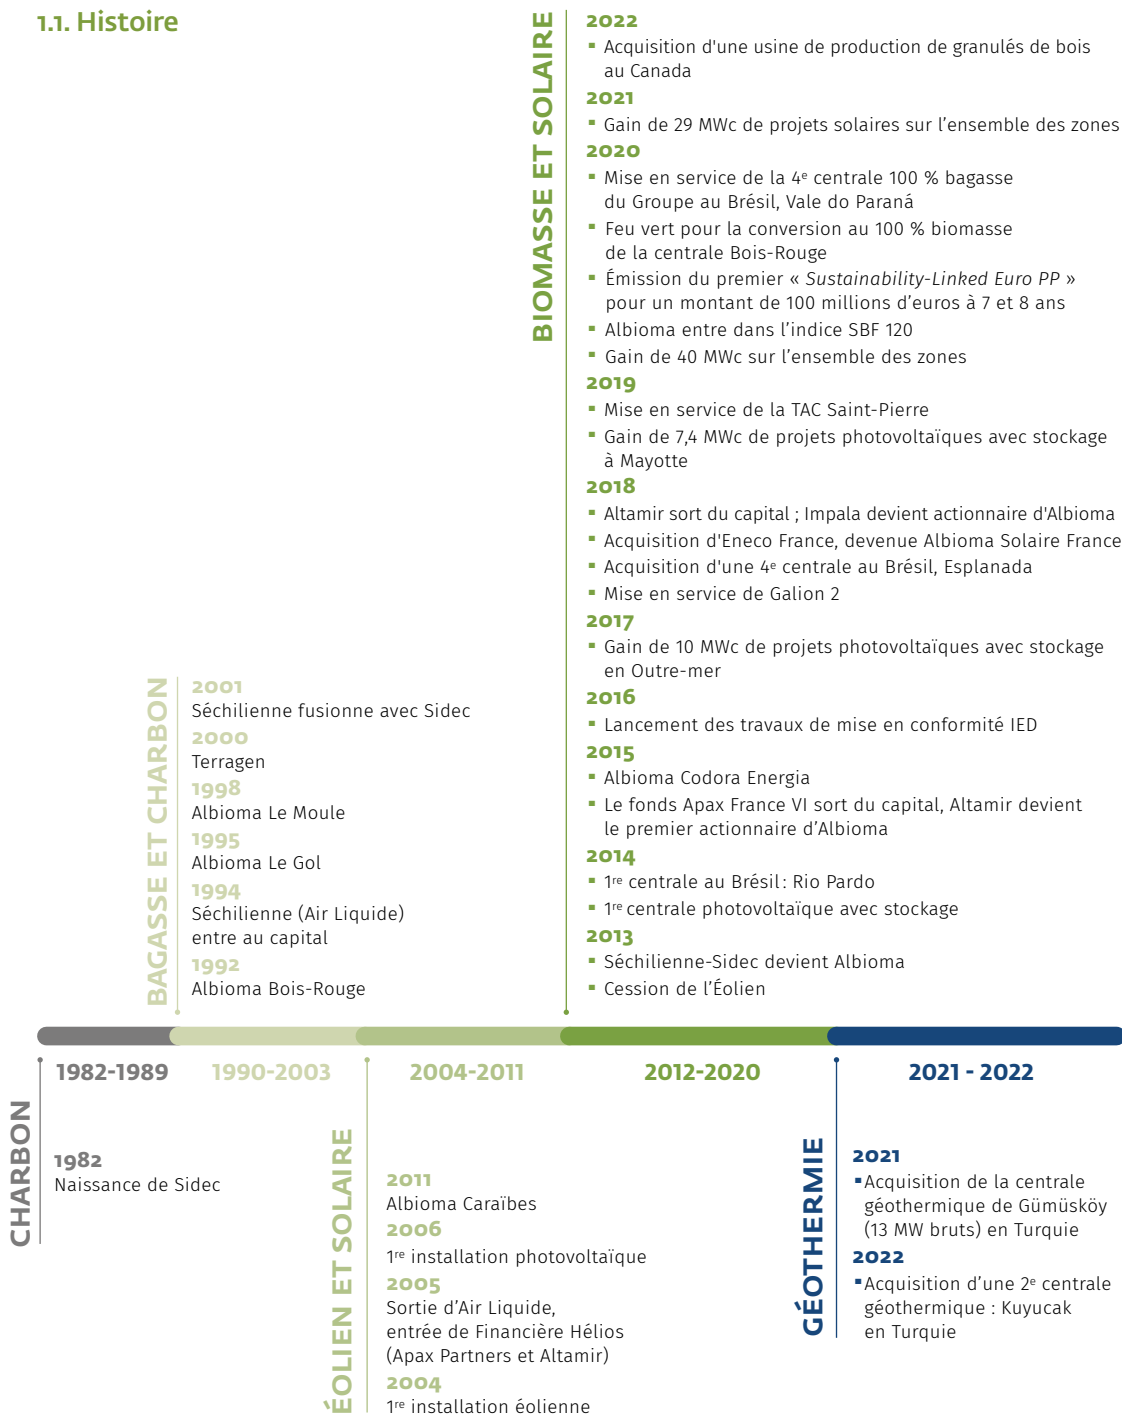 1.1. Histoire
BIOMASSE ET SOLAIRE
2022
▪ Acquisition d'une usine de production de granulés de bois
au Canada
2021
▪ Gain de 29 MWc de projets solaires sur l’ensemble des zones
2020
▪ Mise en service de la 4e centrale 100 % bagasse
du Groupe au Brésil, Vale do Paraná
▪ Feu vert pour la conversion au 100 % biomasse
de la centrale Bois-Rouge
▪ Émission du premier « Sustainability-Linked Euro PP »
pour un montant de 100 millions d’euros à 7 et 8 ans
▪ Albioma entre dans l’indice SBF 120
▪ Gain de 40 MWc sur l’ensemble des zones
2019
▪ Mise en service de la TAC Saint-Pierre
▪ Gain de 7,4 MWc de projets photovoltaïques avec stockage
à Mayotte
2018
▪ Altamir sort du capital ; Impala devient actionnaire d'Albioma
▪ Acquisition d'Eneco France, devenue Albioma Solaire France
▪ Acquisition d'une 4e centrale au Brésil, Esplanada
▪ Mise en service de Galion 2
2017
▪ Gain de 10 MWc de projets photovoltaïques avec stockage
en Outre-mer
2016
▪ Lancement des travaux de mise en conformité IED
2015
▪ Albioma Codora Energia
▪ Le fonds Apax France VI sort du capital, Altamir devient
le premier actionnaire d’Albioma
2014
▪ 1re centrale au Brésil : Rio Pardo
▪ 1re centrale photovoltaïque avec stockage
2013
▪ Séchilienne-Sidec devient Albioma
▪ Cession de l’Éolien
BAGASSE ET CHARBON
2001
Séchilienne fusionne avec Sidec
2000
Terragen
1998
Albioma Le Moule
1995
Albioma Le Gol
1994
Séchilienne (Air Liquide)
entre au capital
1992
Albioma Bois-Rouge
1982-1989
1990-2003
2004-2011
2012-2020
2021 - 2022
CHARBON
1982
Naissance de Sidec
ÉOLIEN ET SOLAIRE
2011
Albioma Caraïbes
2006
1re installation photovoltaïque
2005
Sortie d’Air Liquide,
entrée de Financière Hélios
(Apax Partners et Altamir)
2004
1re installation éolienne
GÉOTHERMIE
2021
▪ Acquisition de la centrale
géothermique de Gümüsköy
(13 MW bruts) en Turquie
2022
▪ Acquisition d’une 2e centrale
géothermique : Kuyucak
en Turquie